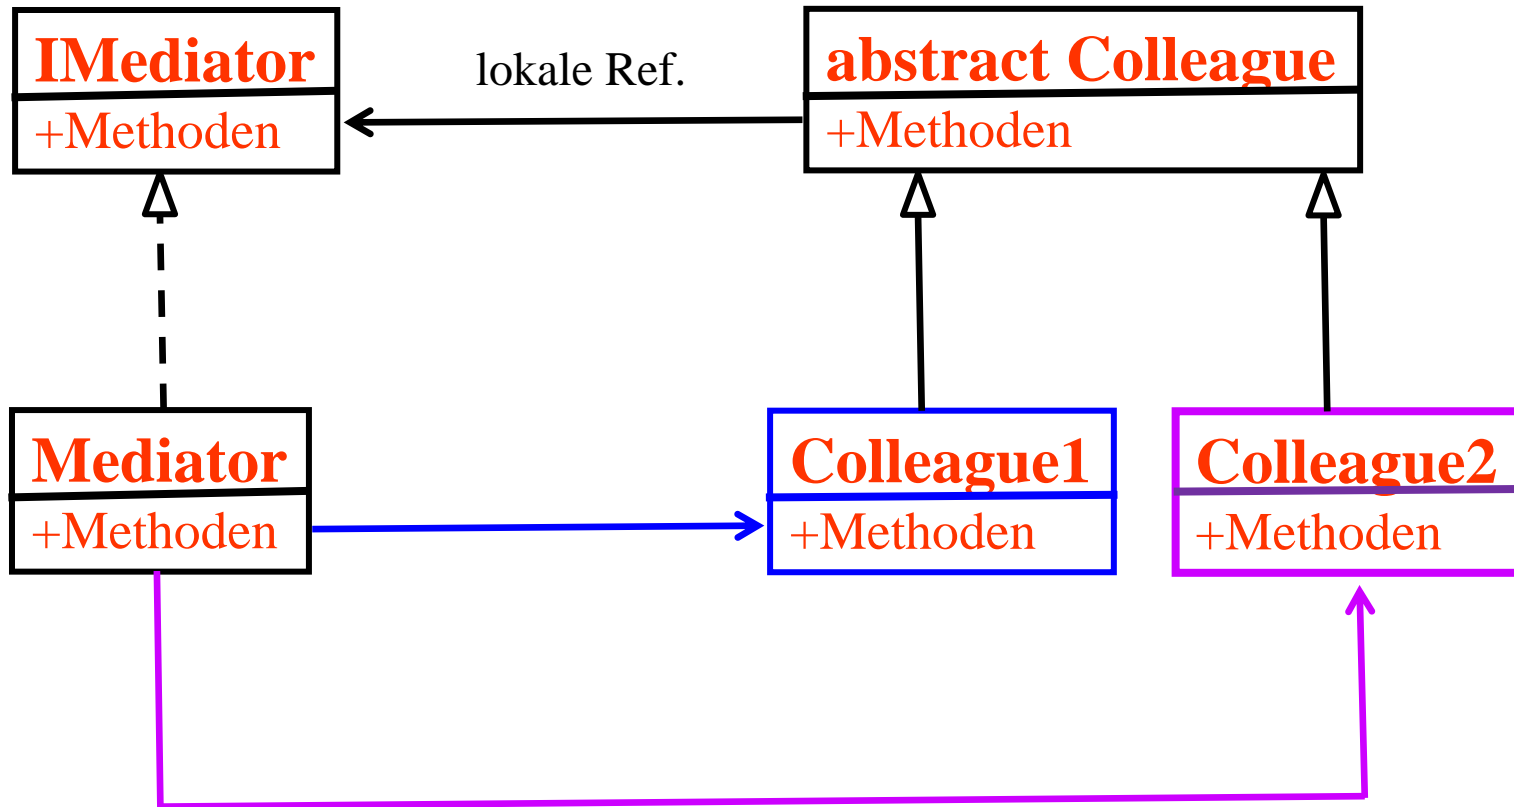 IMediator
+Methoden
lokale Ref.
abstract Colleague
+Methoden
Mediator
+Methoden
Colleague1
+Methoden
Colleague2
+Methoden